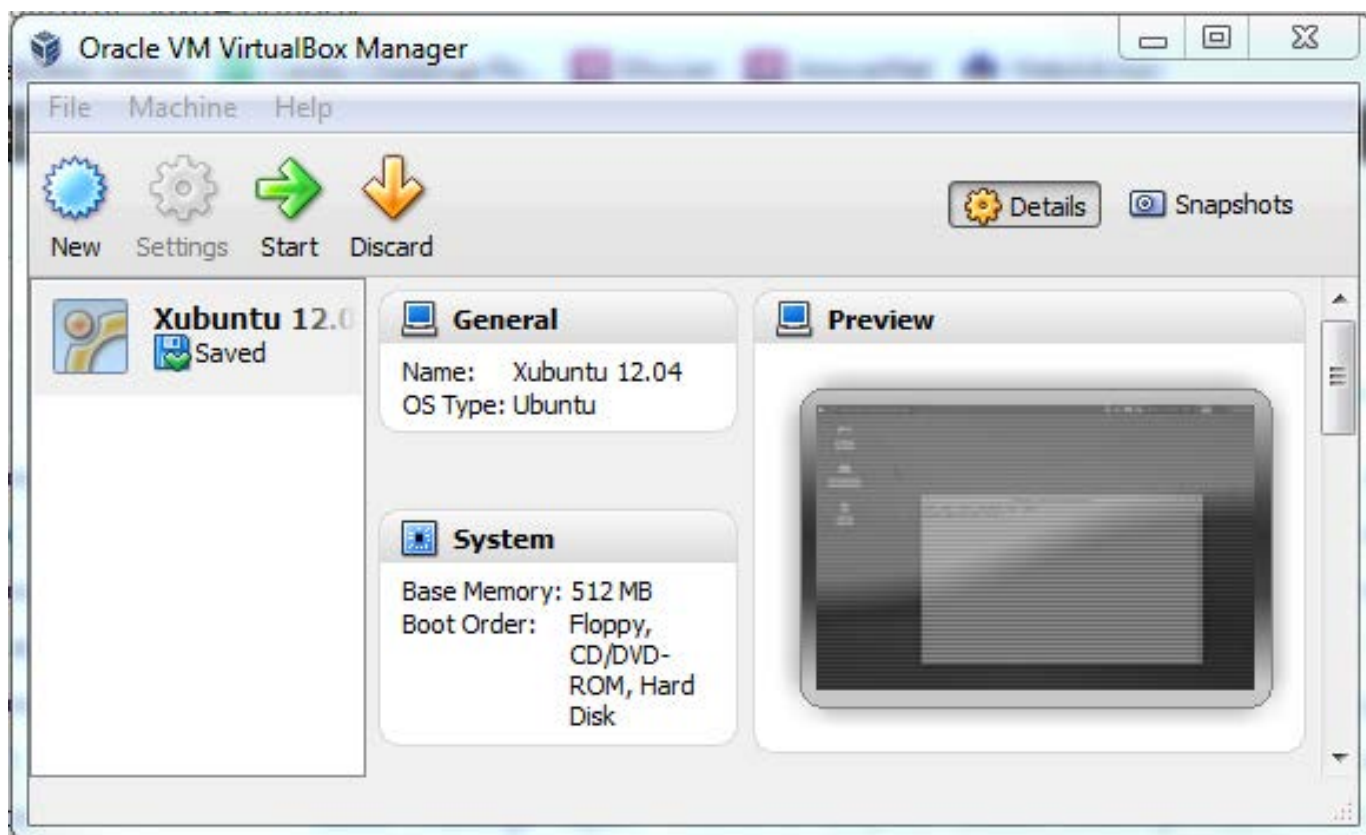 Oracle VM VirtualBox Manager
File Machine Help
New Settings Start Discard
Details Snapshots
Xubuntu 12.0
Saved
General
Name: Xubuntu 12.04
OS Type: Ubuntu
System
Base Memory: 512 MB
Boot Order: Floppy,
CD/DVD-
ROM, Hard
Disk
Preview